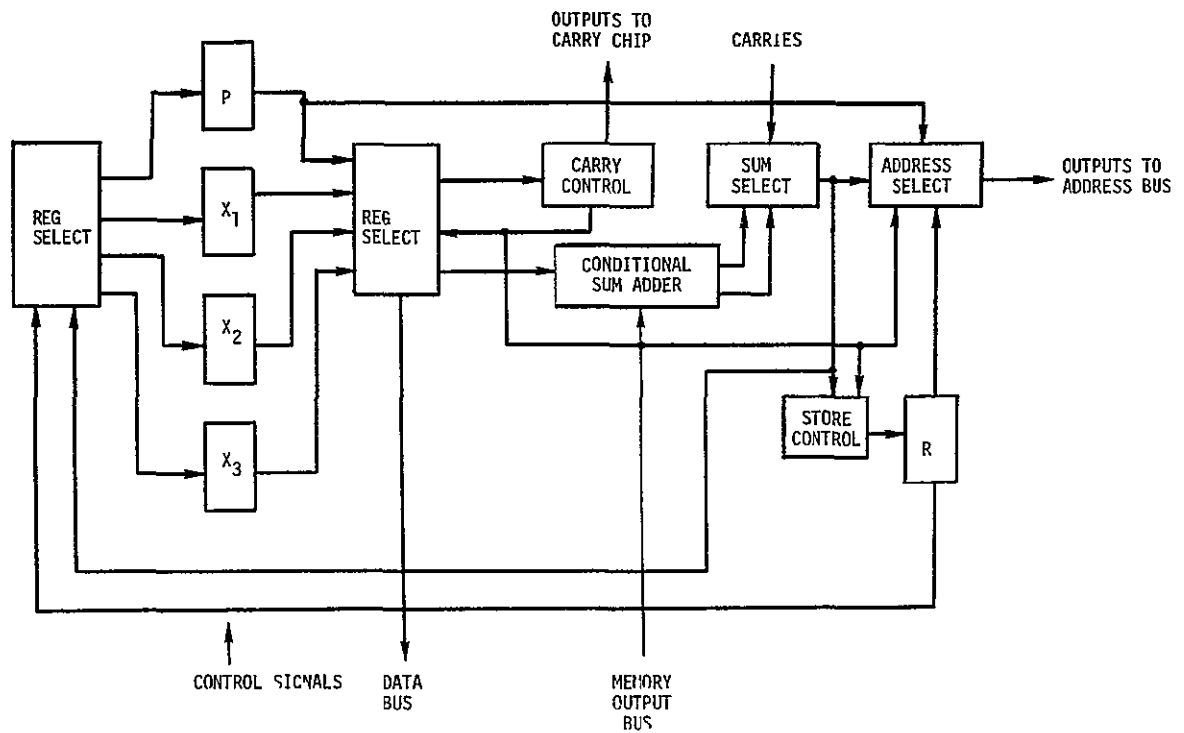 OUTPUTS TO
CARRY CHIP
CARRIES
P
X1
X2
X3
REG
SELECT
REG
SELECT
CARRY
CONTROL
SUM
SELECT
ADDRESS
SELECT
OUTPUTS TO
ADDRESS BUS
CONDITIONAL
SUM ADDER
STORE
CONTROL
R
CONTROL SIGNALS
DATA
BUS
MEMORY
OUTPUT
BUS